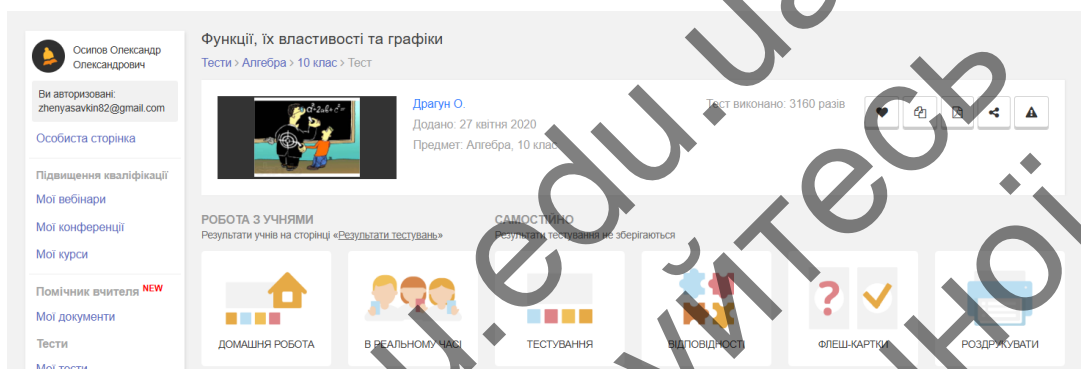 Осипов Олександр
Олександрович
Ви авторизовані:
zhenyasavkin82@gmail.com
Особиста сторінка
Підвищення кваліфікації
Мої вебінари
Мої конференції
Мої курси
Помічник вчителя NEW
Мої документи
Тести
Мої тести
Функції, їх властивості та графіки
Тести > Алгебра > 10 клас > Тест
Драгун О.
Додано: 27 квітня 2020
Предмет: Алгебра, 10 клас
Тест виконано: 3160 разів
РОБОТА З УЧНЯМИ
Результати учнів на сторінці «Результати тестувань»
САМОСТІЙНО
Результати тестування не зберігаються
ДОМАШНЯ РОБОТА
В РЕАЛЬНОМУ ЧАСІ
ТЕСТУВАННЯ
ВІДПОВІДНОСТІ
ФЛЕШ-КАРТКИ
РОЗДРУКУВАТИ